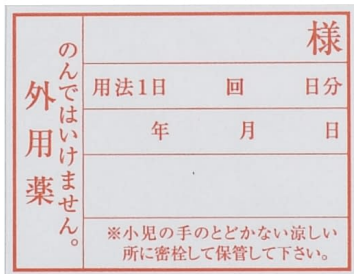 外用薬
のんではいけません。
様
用法1日 回 日分
年 月 日
※小児の手のとどかない涼しい
所に密栓して保管して下さい。